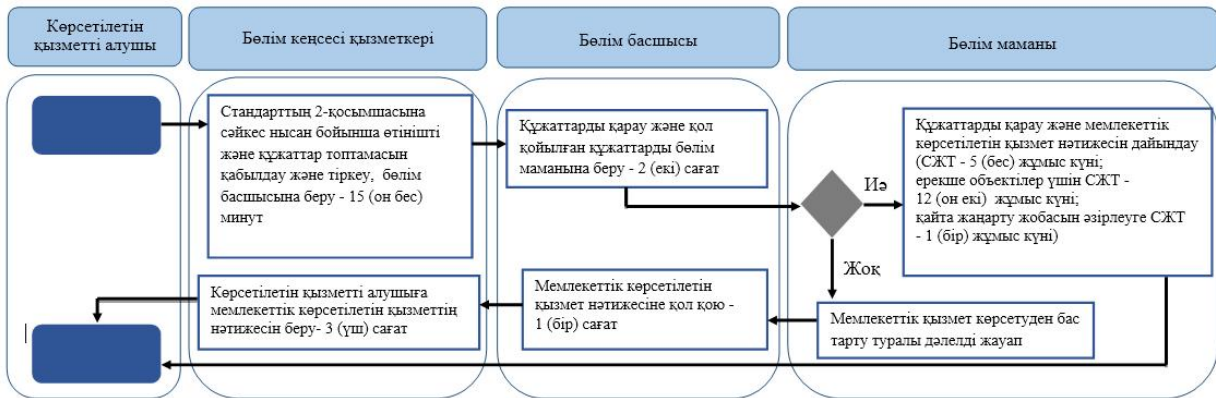 Көрсетілетін
қызметті алушы
Бөлім кеңсесі қызметкері
Бөлім басшысы
Бөлім маманы
Стандарттың 2-қосымшасына
сәйкес нысан бойынша өтінішті
және құжаттар топтамасын
қабылдау және тіркеу, бөлім
басшысына беру - 15 (он бес)
минут
Құжаттарды қарау және қол
қойылған құжаттарды бөлім
маманына беру - 2 (екі) сағат
Иә
Құжаттарды қарау және мемлекеттік
көрсетілетін қызмет нәтижесін дайындау
(СЖТ - 5 (бес) жұмыс күні;
ерекше объектілер үшін СЖТ -
12 (он екі) жұмыс күні;
қайта жаңарту жобасын әзірлеуге СЖТ
- 1 (бір) жұмыс күні)
Жоқ
Көрсетілетін қызметті алушыға
мемлекеттік көрсетілетін қызметтің
нәтижесін беру- 3 (үш) сағат
Мемлекеттік көрсетілетін
қызмет нәтижесіне қол қою -
1 (бір) сағат
Мемлекеттік қызмет көрсетуден бас
тарту туралы дәлелді жауап